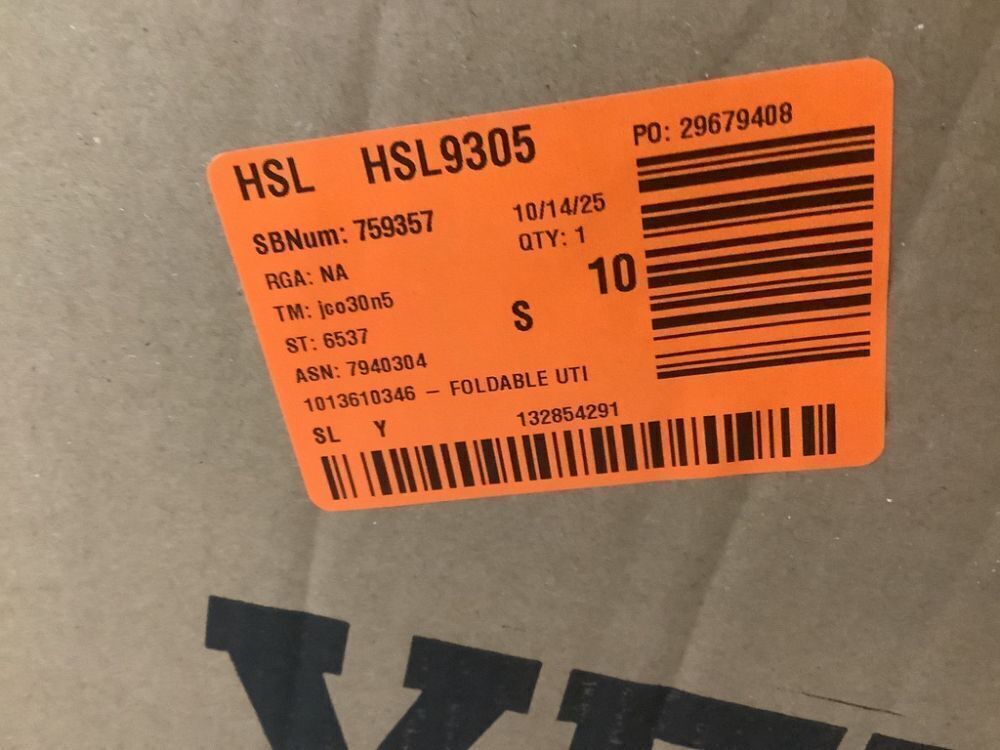 HSL HSL9305
PO: 29679408
SBNum: 759357
10/14/25
RGA: NA
QTY: 1
TM: jco30n5
S
10
ST: 6537
ASN: 7940304
1013610346 - FOLDABLE UTI
SL Y
132854291